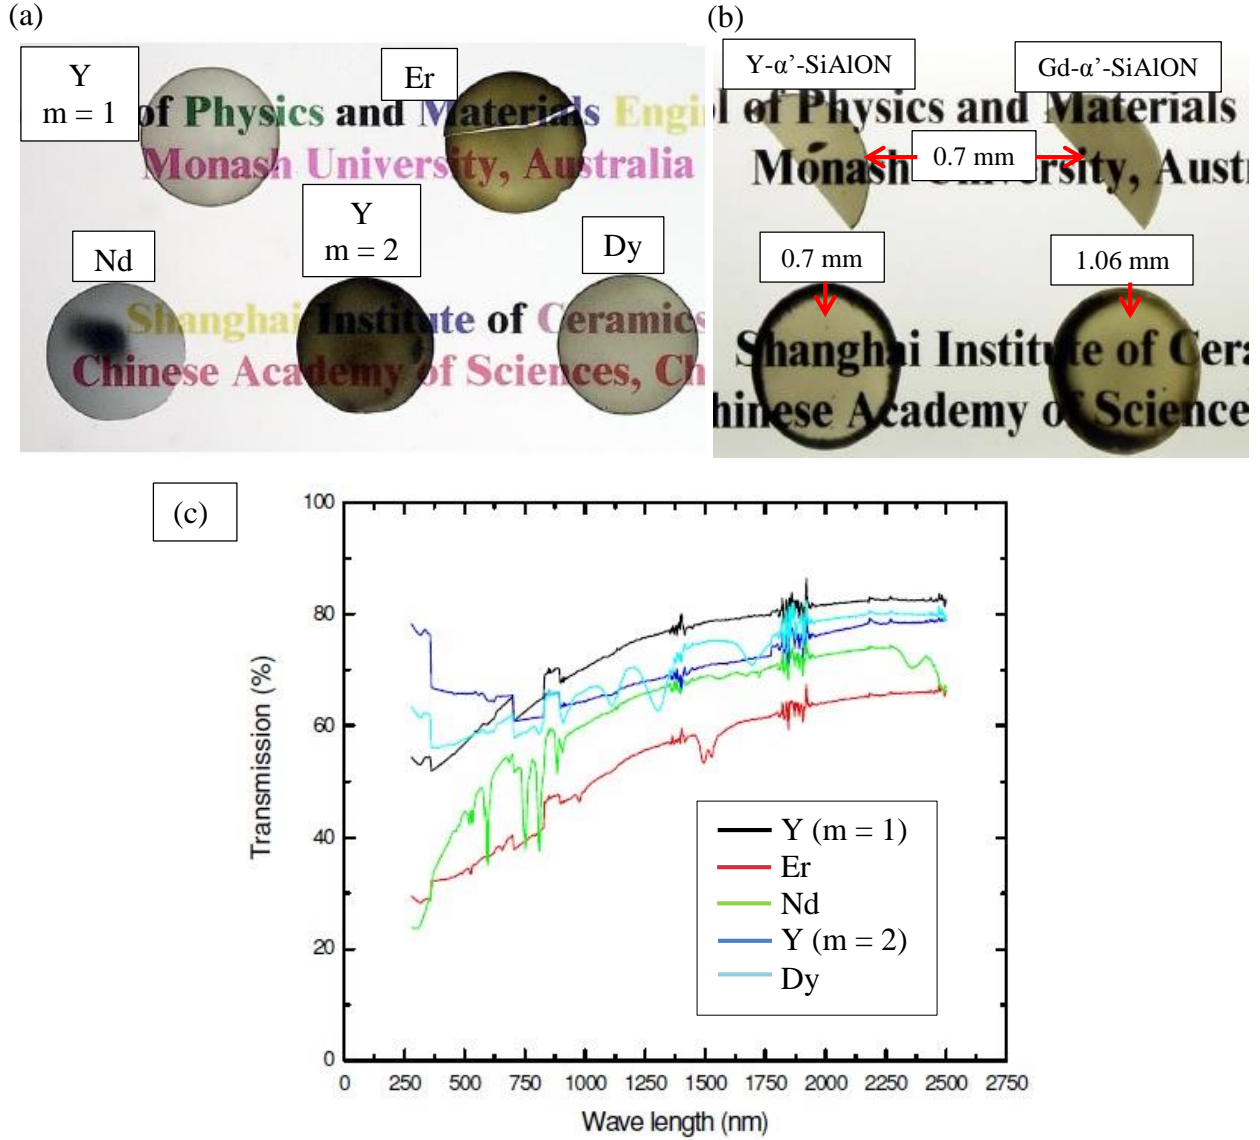 (a)
Y
m = 1
Er
of Physics and Materials Engi
Monash University, Australia
Nd
Y
m = 2
Dy
Shanghai Institute of Ceramics
Chinese Academy of Sciences, Ch
(b)
Y-α’-SiAlON
Gd-α’-SiAlON
l of Physics and Materials
0.7 mm
Monash University, Aust
0.7 mm
1.06 mm
Shanghai Institute of Cera
hinese Academy of Science
(c)
Transmission (%)
100
80
60
40
20
0
0 250 500 750 1000 1250 1500 1750 2000 2250 2500 2750
Wave length (nm)
Y (m = 1)
Er
Nd
Y (m = 2)
Dy